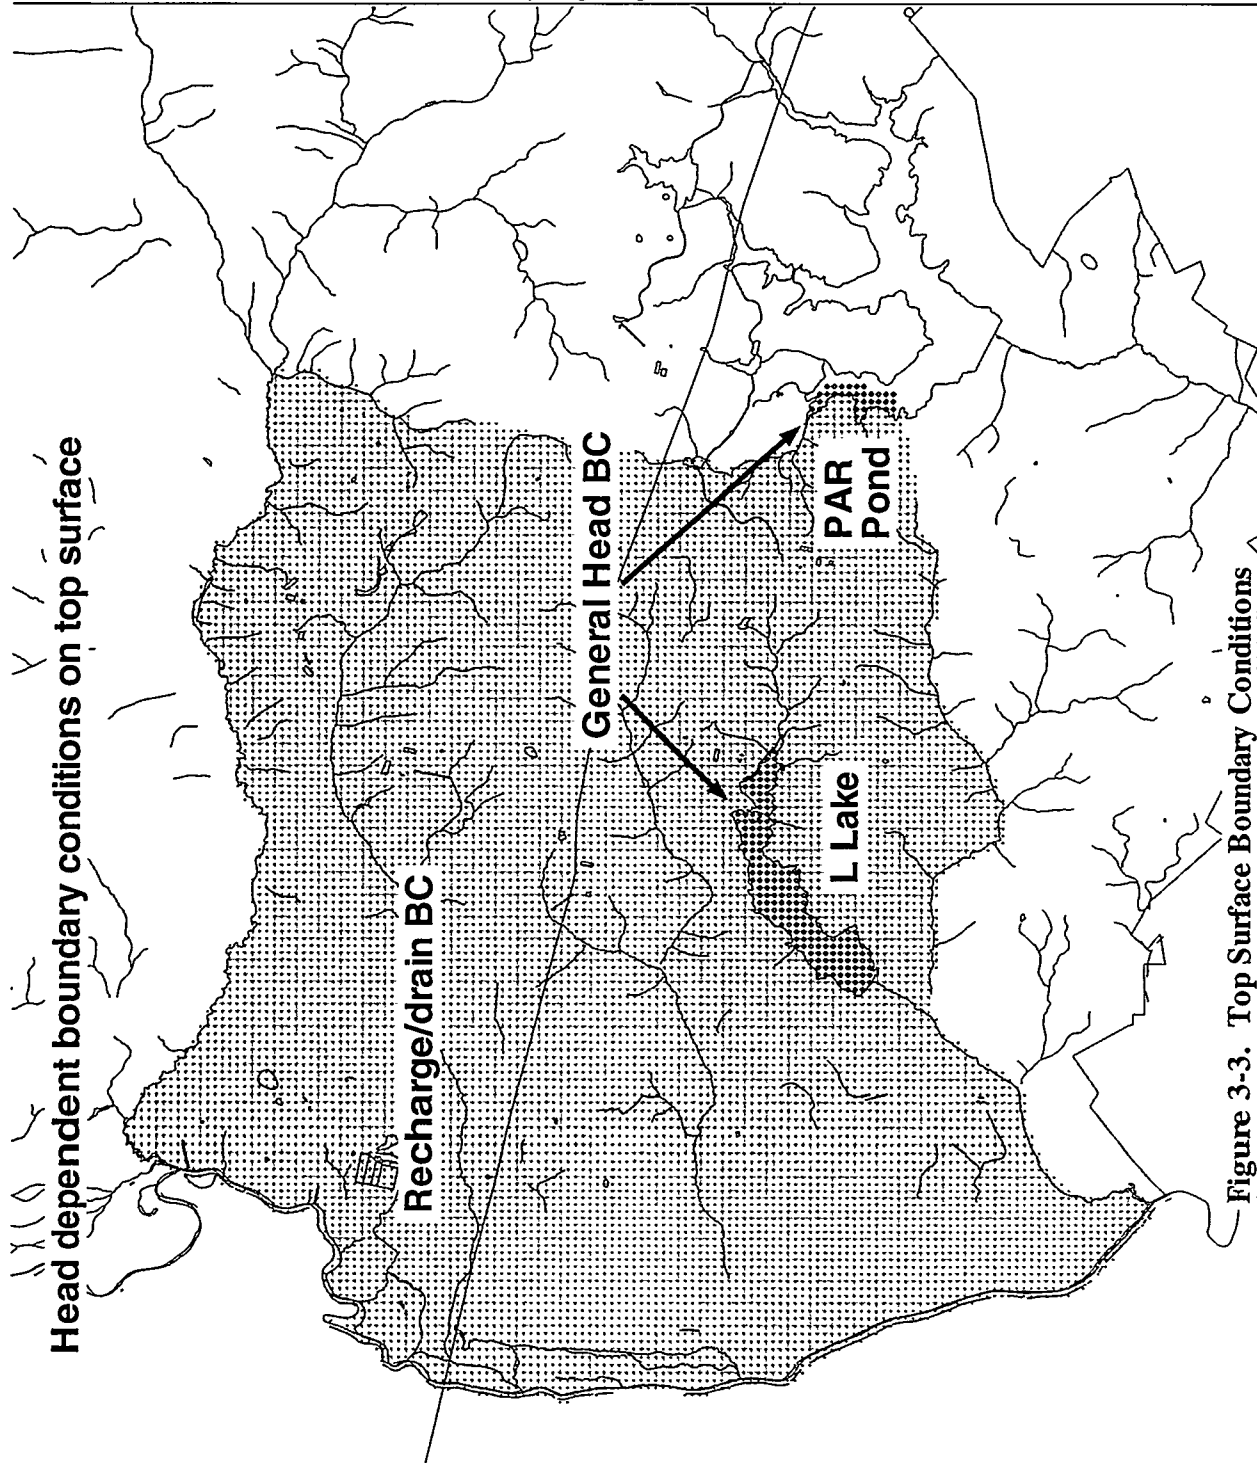 Head dependent boundary conditions on top surface
Recharge/drain BC
General Head BC
L Lake
PAR
Pond
Figure 3-3. Top Surface Boundary Conditions